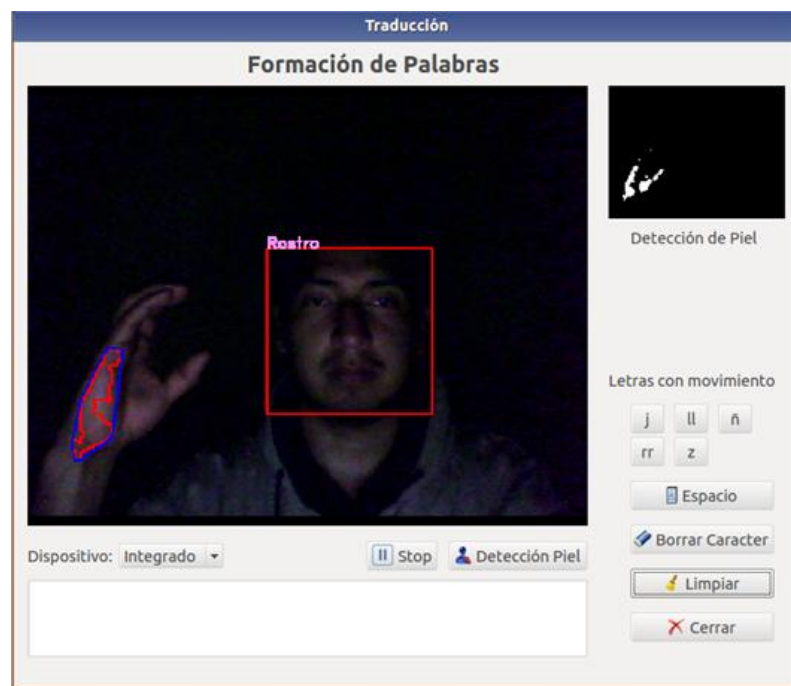 Traducción
Formación de Palabras
Rostro
Detección de Piel
Letras con movimiento
j ll ñ
rr z
Espacio
Borrar Caracter
Limpiar
Cerrar
Dispositivo: Integrado Stop Detección Piel